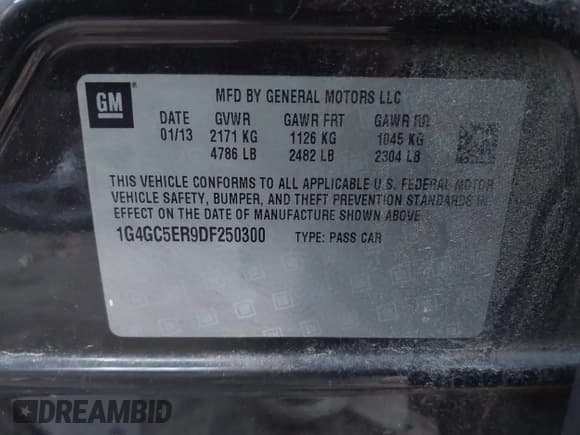 GM
MFD BY GENERAL MOTORS LLC
DATE GVWR GAWR FRT GAWR RR
01/13 2171 KG 1126 KG 1045 KG
4786 LB 2482 LB 2304 LB
THIS VEHICLE CONFORMS TO ALL APPLICABLE U.S. FEDERAL MOTOR
VEHICLE SAFETY, BUMPER, AND THEFT PREVENTION STANDARDS IN
EFFECT ON THE DATE OF MANUFACTURE SHOWN ABOVE.
1G4GC5ER9DF250300 TYPE: PASS CAR
DREAMBID